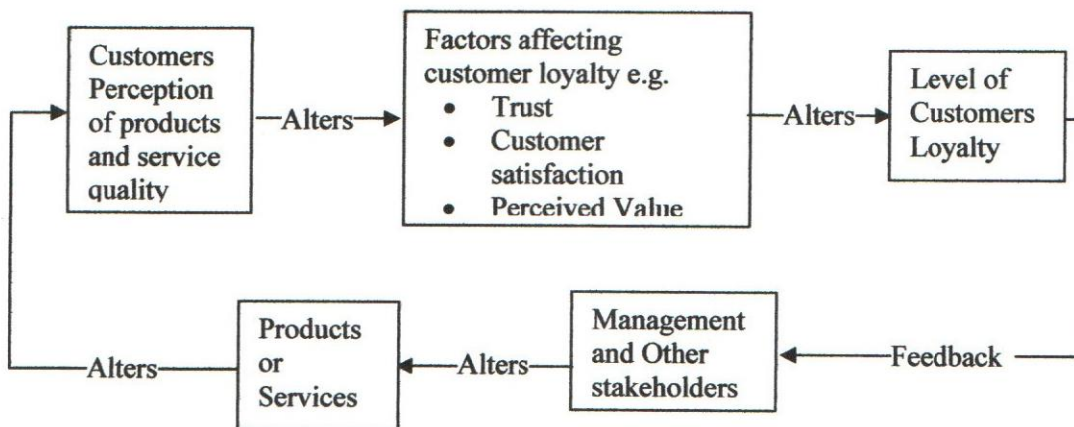 Customers
Perception
of products
and service
quality
Alters
Factors affecting
customer loyalty e.g.
• Trust
• Customer
satisfaction
• Perceived Value
Alters
Level of
Customers
Loyalty
Feedback
Management
and Other
stakeholders
Alters
Products
or
Services
Alters